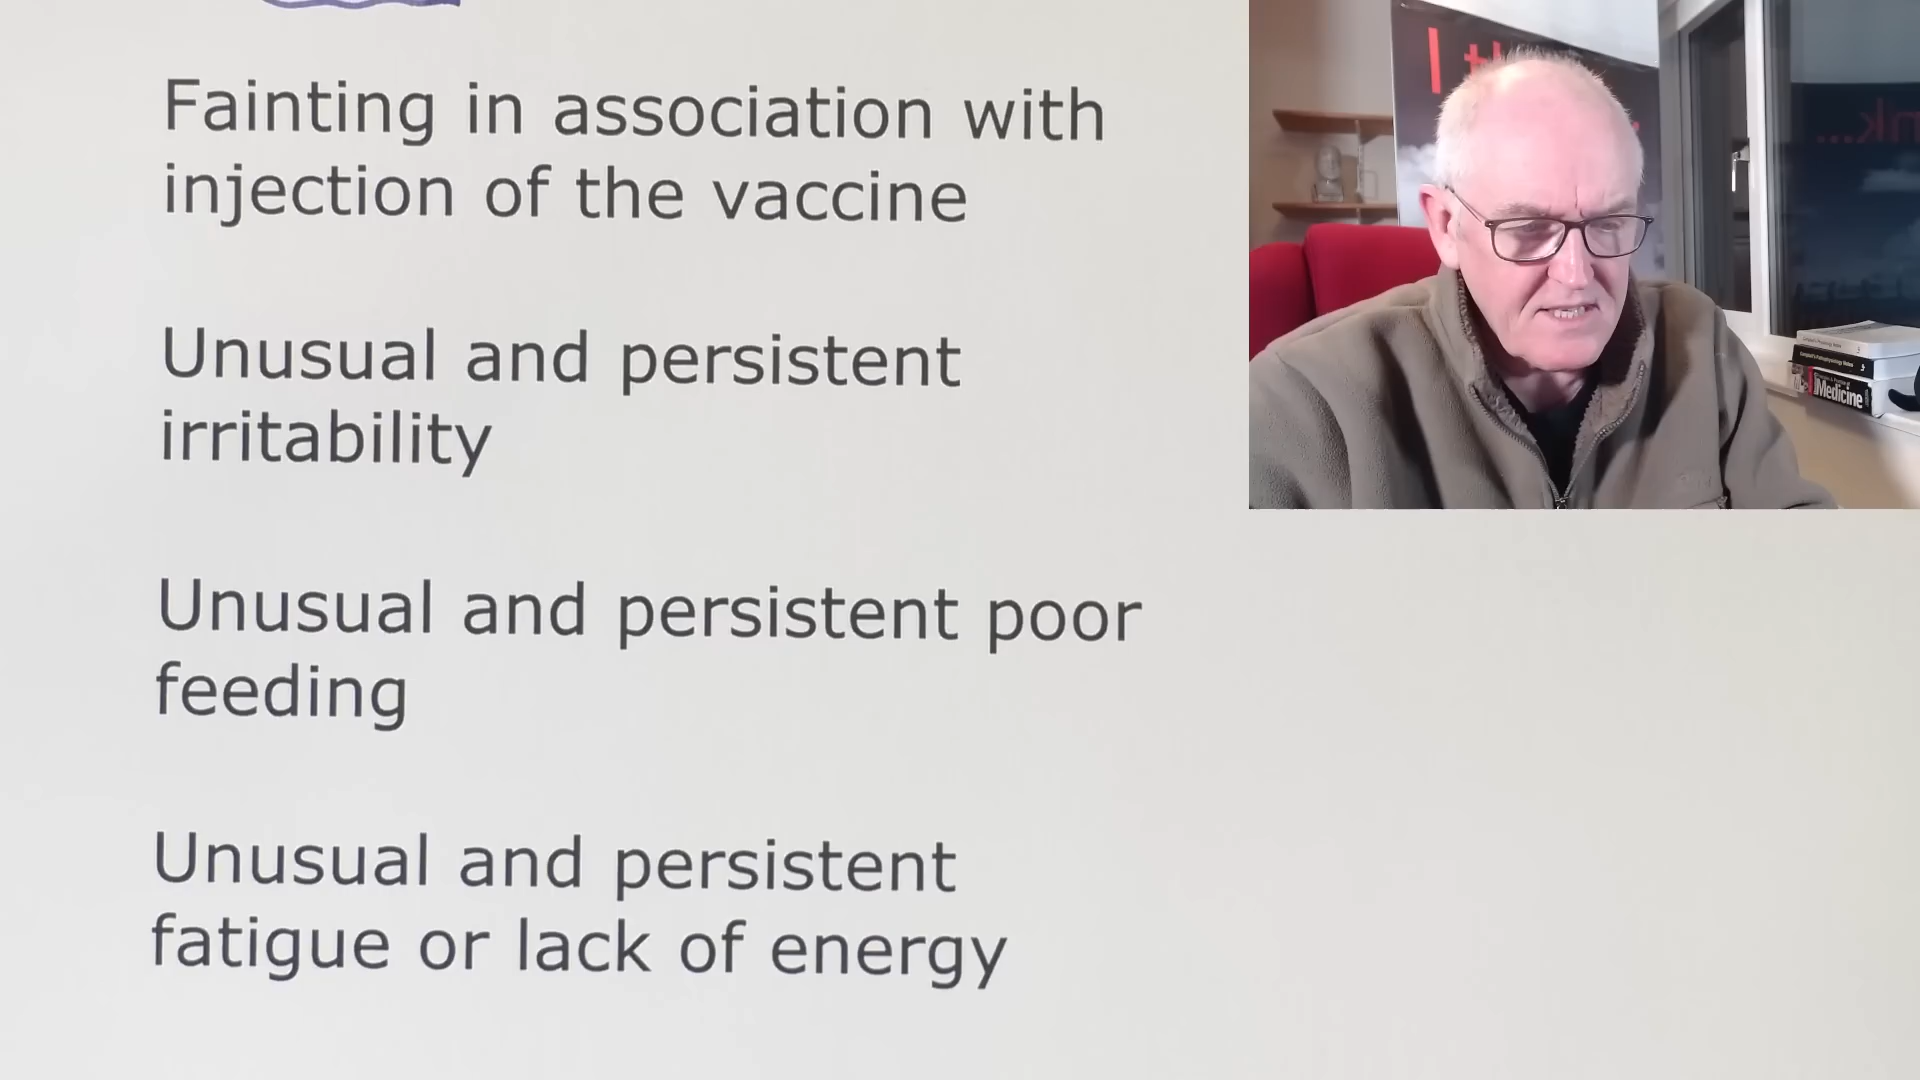 Fainting in association with
injection of the vaccine
Unusual and persistent
irritability
Unusual and persistent poor
feeding
Unusual and persistent
fatigue or lack of energy
Medicine